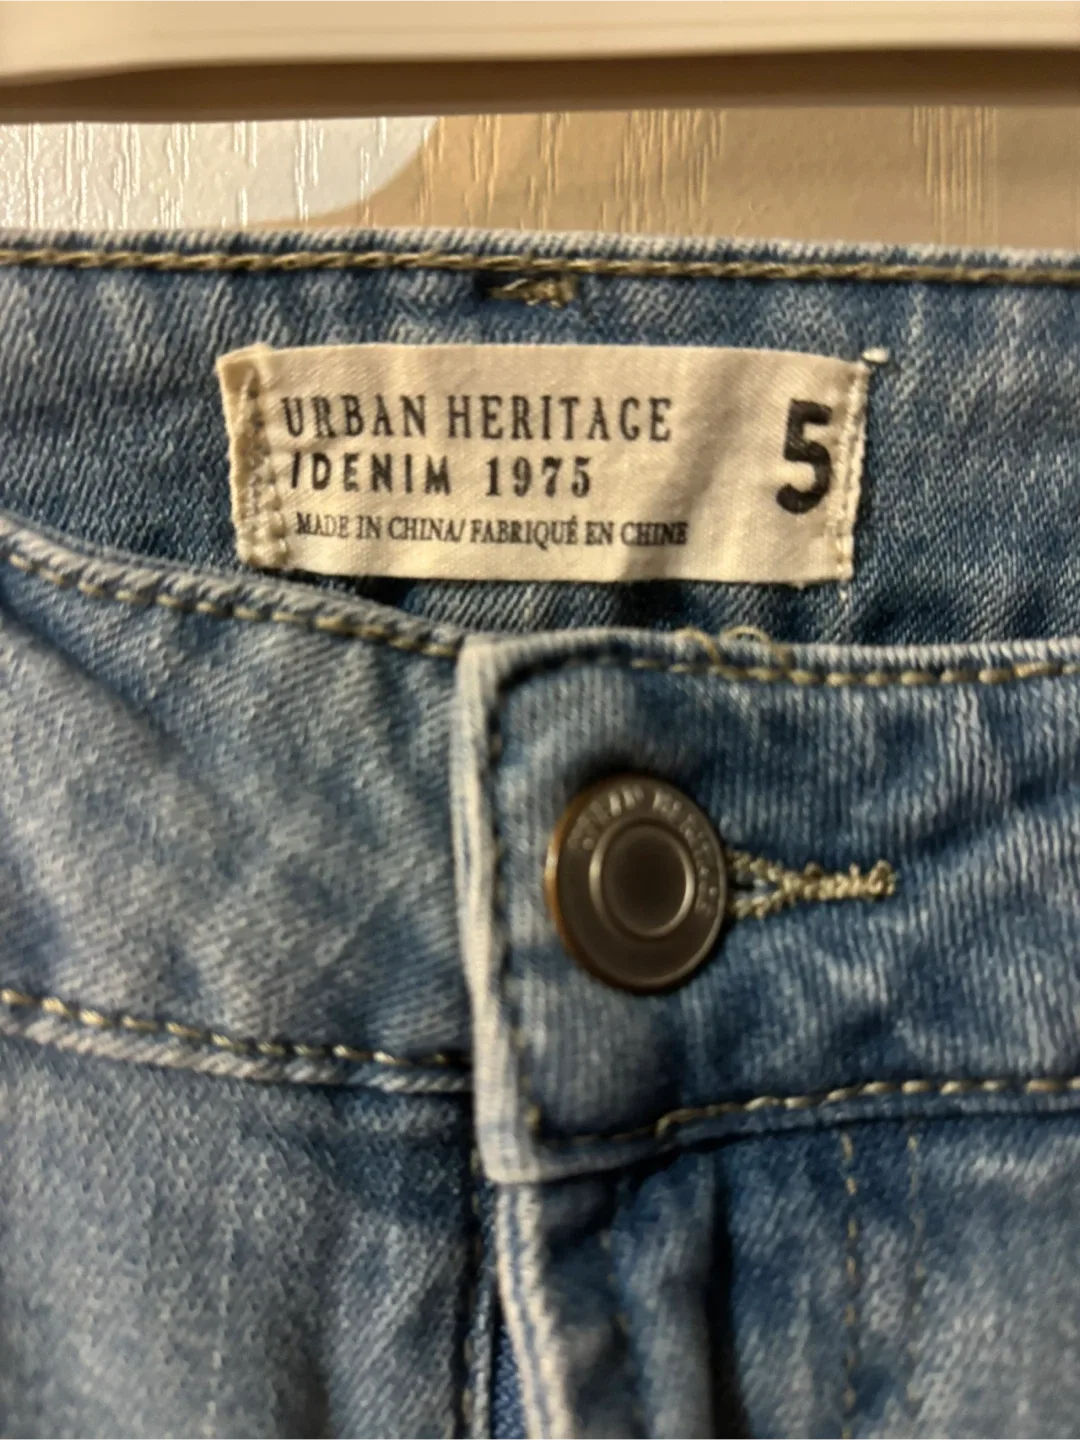 URBAN HERITAGE
/DENIM 1975
MADE IN CHINA/ FABRIQUÉ EN CHINE
5